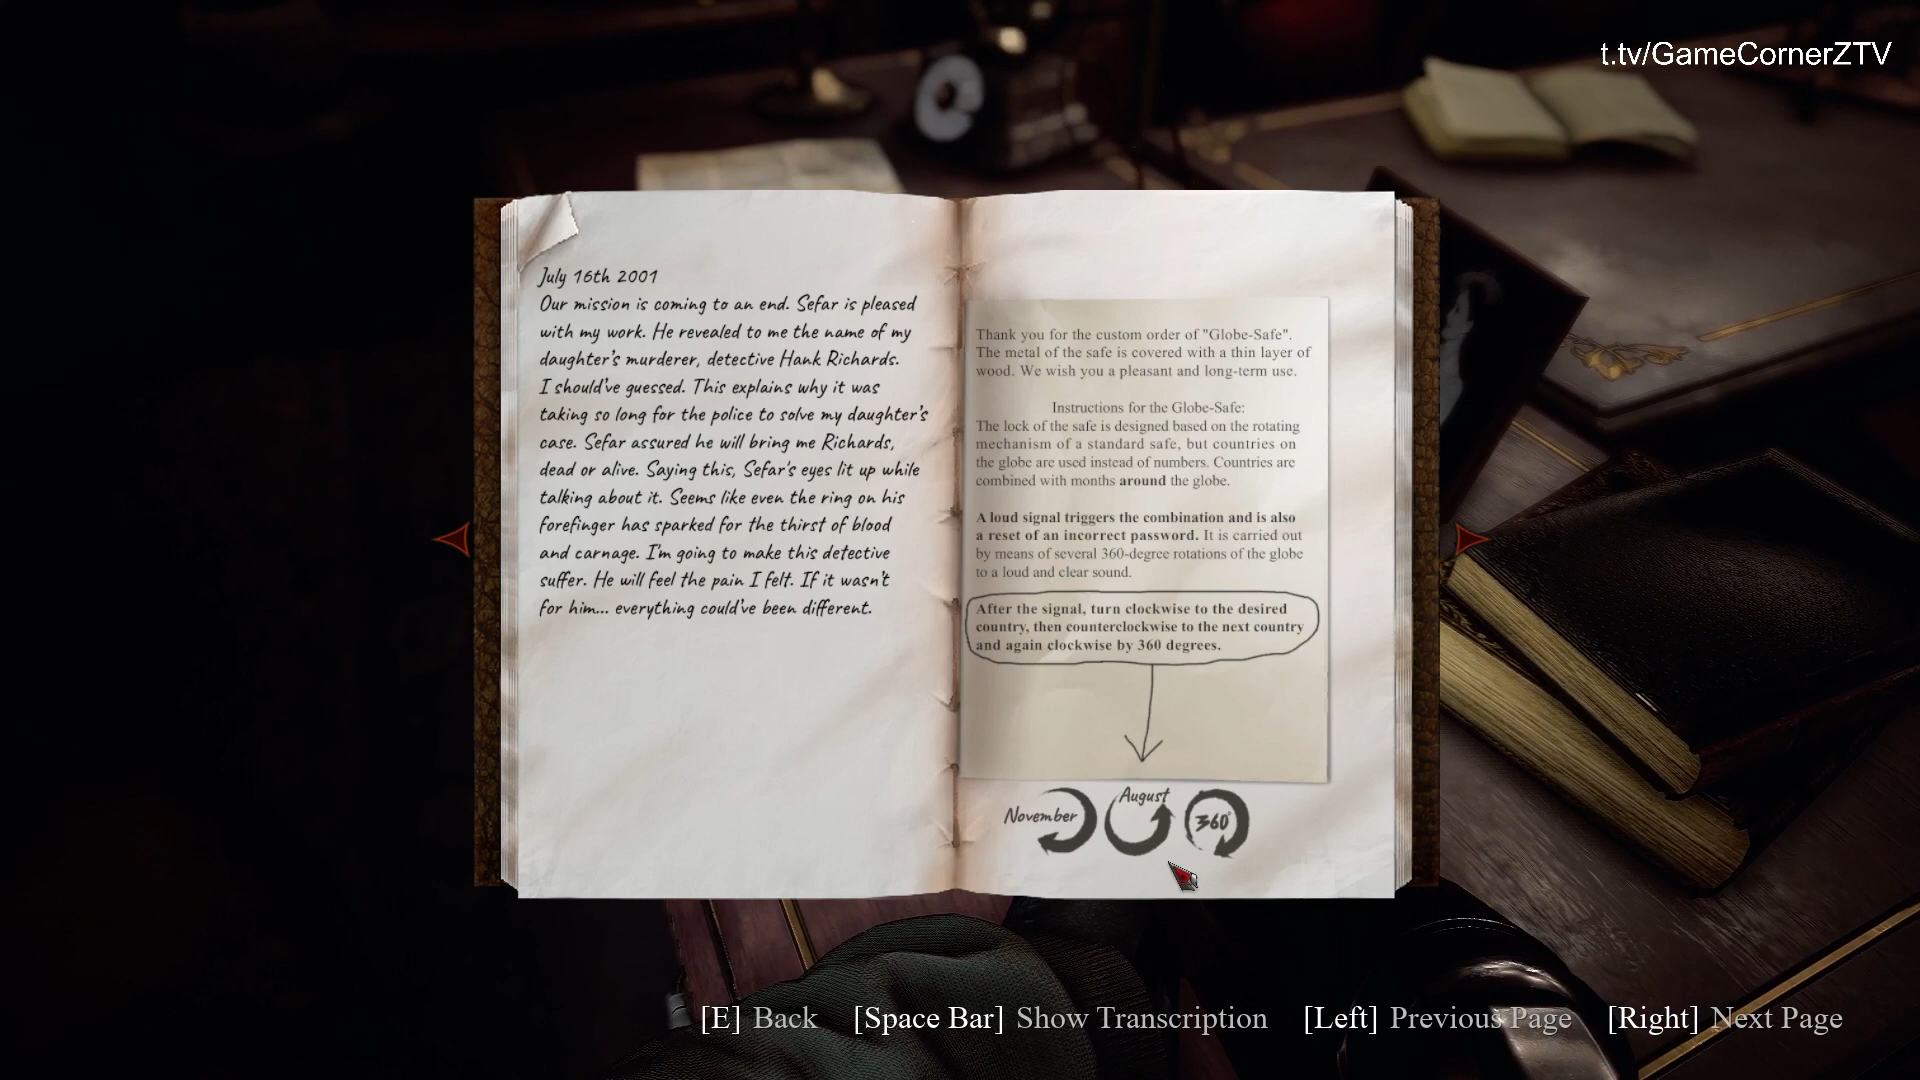 t.tv/GameCornerZTV
July 16th 2001
Our mission is coming to an end. Sefar is pleased
with my work. He revealed to me the name of my
daughter's murderer, detective Hank Richards.
I should've guessed. This explains why it was
taking so long for the police to solve my daughter's
case. Sefar assured he will bring me Richards,
dead or alive. Saying this, Sefar's eyes lit up while
talking about it. Seems like even the ring on his
forefinger has sparked for the thirst of blood
and carnage. I'm going to make this detective
suffer. He will feel the pain I felt. If it wasn't
for him... everything could've been different.
Thank you for the custom order of "Globe-Safe".
The metal of the safe is covered with a thin layer of
wood. We wish you a pleasant and long-term use.
Instructions for the Globe-Safe:
The lock of the safe is designed based on the rotating
mechanism of a standard safe, but countries on
the globe are used instead of numbers. Countries are
combined with months around the globe.
A loud signal triggers the combination and is also
a reset of an incorrect password. It is carried out
by means of several 360-degree rotations of the globe
to a loud and clear sound.
After the signal, turn clockwise to the desired
country, then counterclockwise to the next country
and again clockwise by 360 degrees.
November August 360°
[E] Back [Space Bar] Show Transcription [Left] Previous Page [Right] Next Page